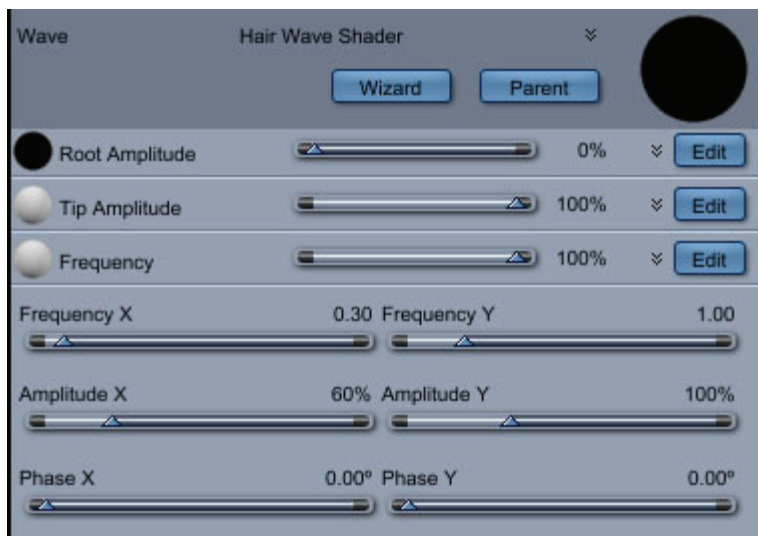 Wave Hair Wave Shader
Wizard Parent
Root Amplitude 0% Edit
Tip Amplitude 100% Edit
Frequency 100% Edit
Frequency X 0.30 Frequency Y 1.00
Amplitude X 60% Amplitude Y 100%
Phase X 0.00º Phase Y 0.00º